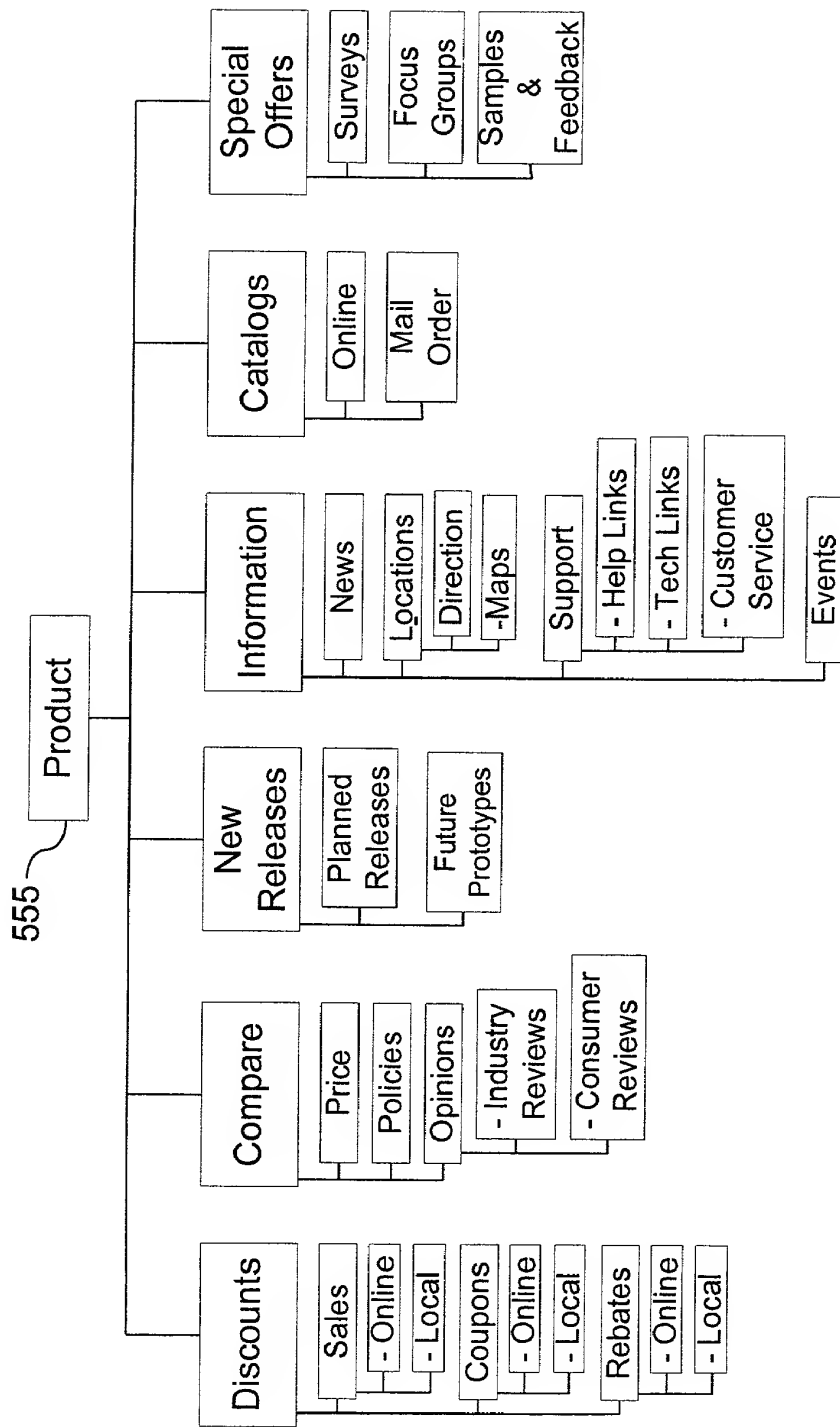 555
Product
Discounts
Sales
- Online
- Local
Coupons
- Online
- Local
Rebates
- Online
- Local
Compare
Price
Policies
Opinions
- Industry
Reviews
- Consumer
Reviews
New
Releases
Planned
Releases
Future
Prototypes
Information
News
Locations
Direction
-Maps
Support
- Help Links
- Tech Links
- Customer
Service
Events
Catalogs
Online
Mail
Order
Special
Offers
Surveys
Focus
Groups
Samples
&
Feedback